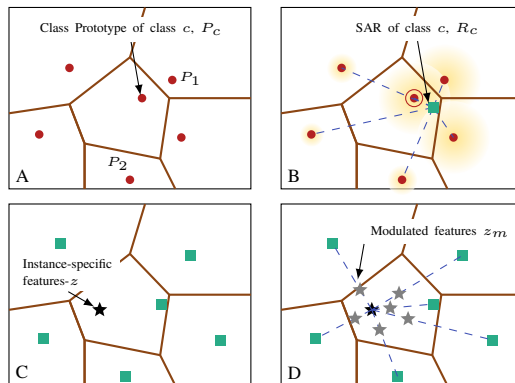 Class Prototype of class c, P_c
P_1
P_2
A
SAR of class c, R_c
B
Instance-specific
features-z
C
Modulated features z_m
D